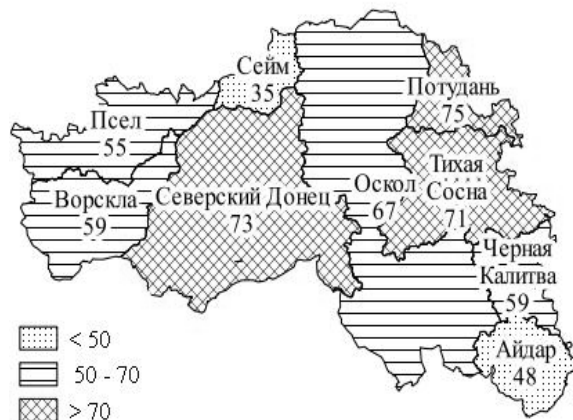 Сейм
35
Потудань
75
Псел
55
Тихая
Сосна
71
Ворскла
59
Северский Донец
73
Оскол
67
Черная
Калитва
59
Айдар
48
< 50
50 - 70
> 70